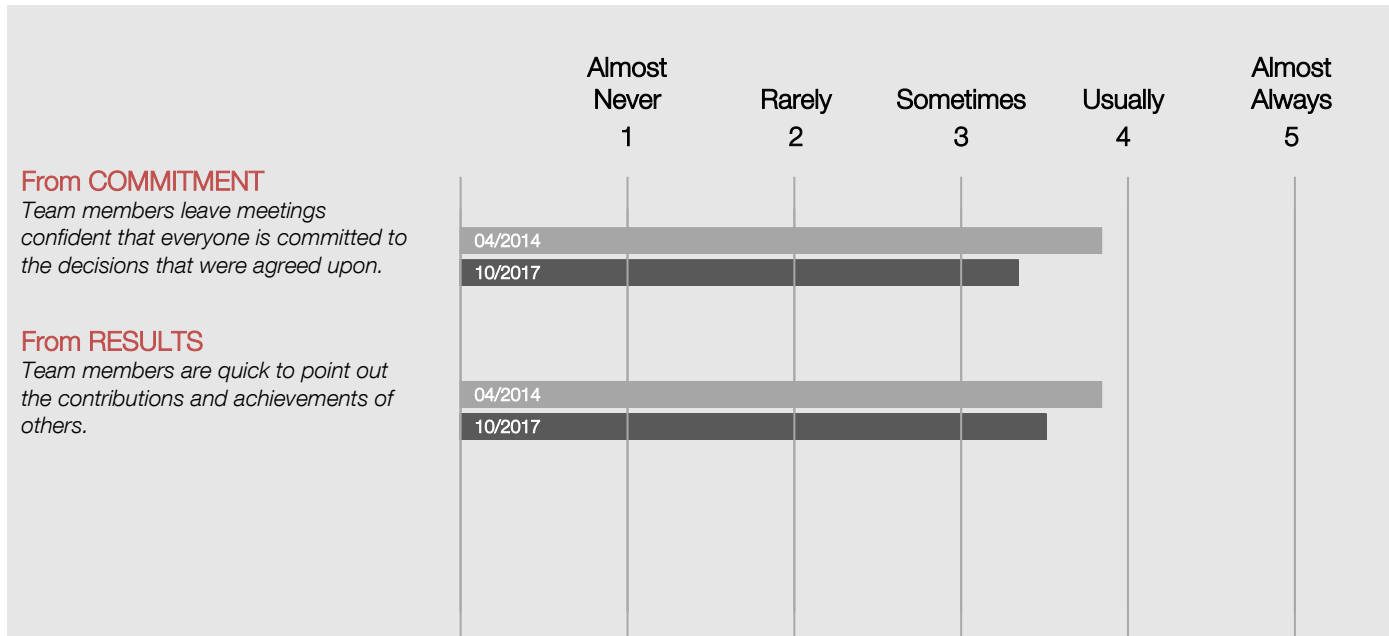 Almost
Never
Rarely
Sometimes
Usually
Almost
Always
1
2
3
4
5
From COMMITMENT
Team members leave meetings
confident that everyone is committed to
the decisions that were agreed upon.
04/2014
10/2017
From RESULTS
Team members are quick to point out
the contributions and achievements of
others.
04/2014
10/2017